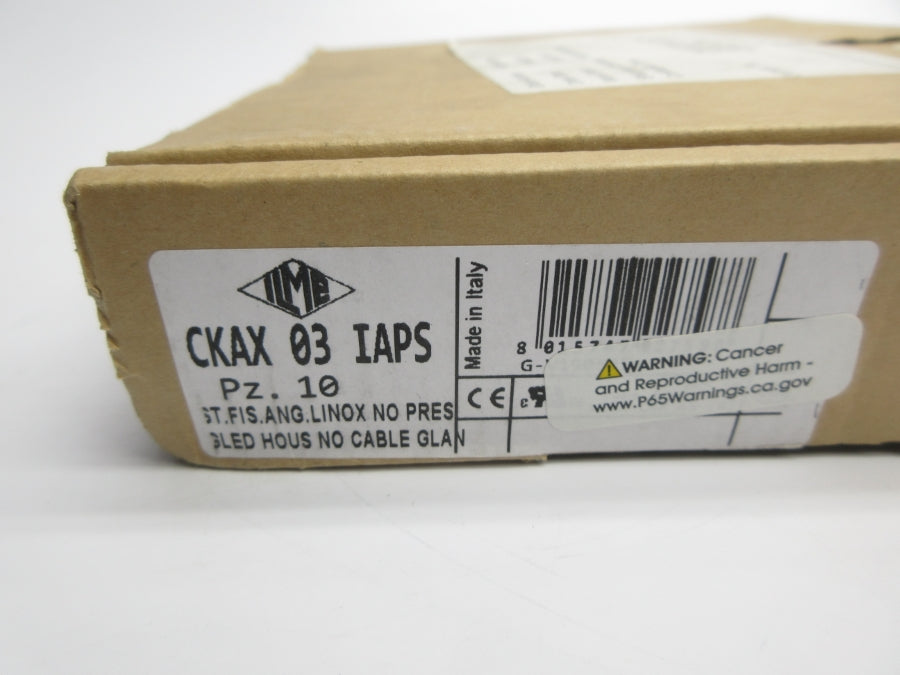 ILME
CKAX 03 IAPS
Pz. 10
ST.FIS.ANG.LINOX NO PRES
GLED HOUS NO CABLE GLAN
Made in Italy
8
G-
CE
⚠WARNING: Cancer
and Reproductive Harm -
www.P65Warnings.ca.gov